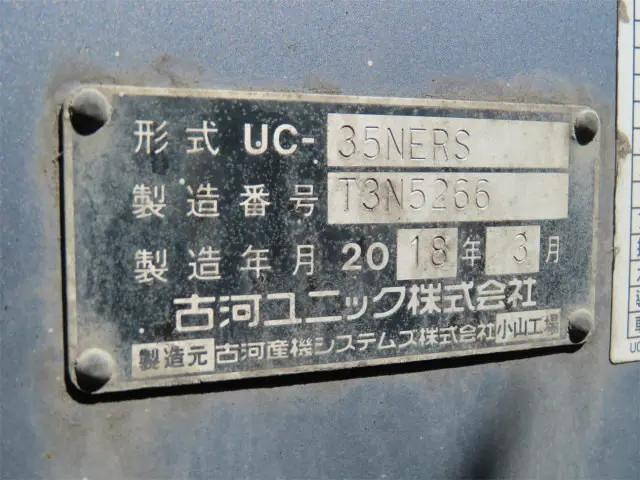 形式 UC- 35NERS
製造番号 T3N5266
製造年月 2018年 3月
古河ユニック株式会社
製造元 古河産機システムズ株式会社 小山工場
UC